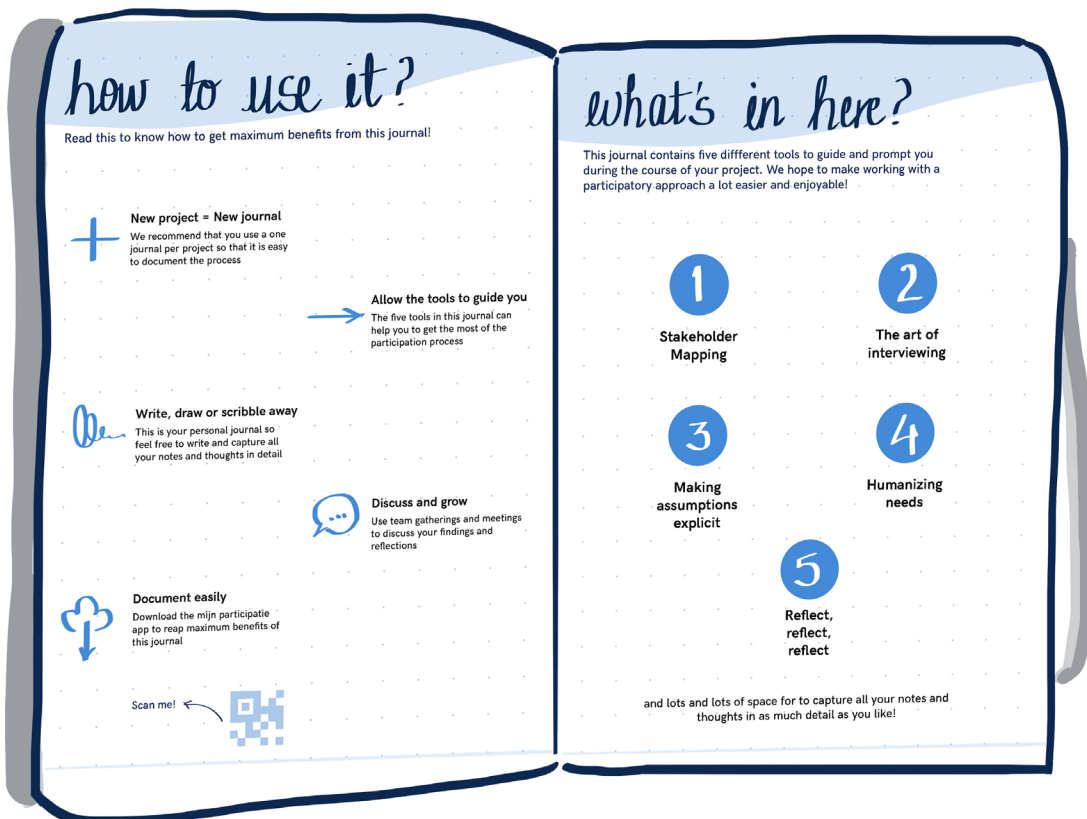 how to use it?
Read this to know how to get maximum benefits from this journal!
New project = New journal
We recommend that you use a one
journal per project so that it is easy
to document the process
Allow the tools to guide you
The five tools in this journal can
help you to get the most of the
participation process
Write, draw or scribble away
This is your personal journal so
feel free to write and capture all
your notes and thoughts in detail
Discuss and grow
Use team gatherings and meetings
to discuss your findings and
reflections
Document easily
Download the mijn participatie
app to reap maximum benefits of
this journal
Scan me!
what's in here?
This journal contains five diffferent tools to guide and prompt you
during the course of your project. We hope to make working with a
participatory approach a lot easier and enjoyable!
1
Stakeholder
Mapping
2
The art of
interviewing
3
Making
assumptions
explicit
4
Humanizing
needs
5
Reflect,
reflect,
reflect
and lots and lots of space for to capture all your notes and
thoughts in as much detail as you like!